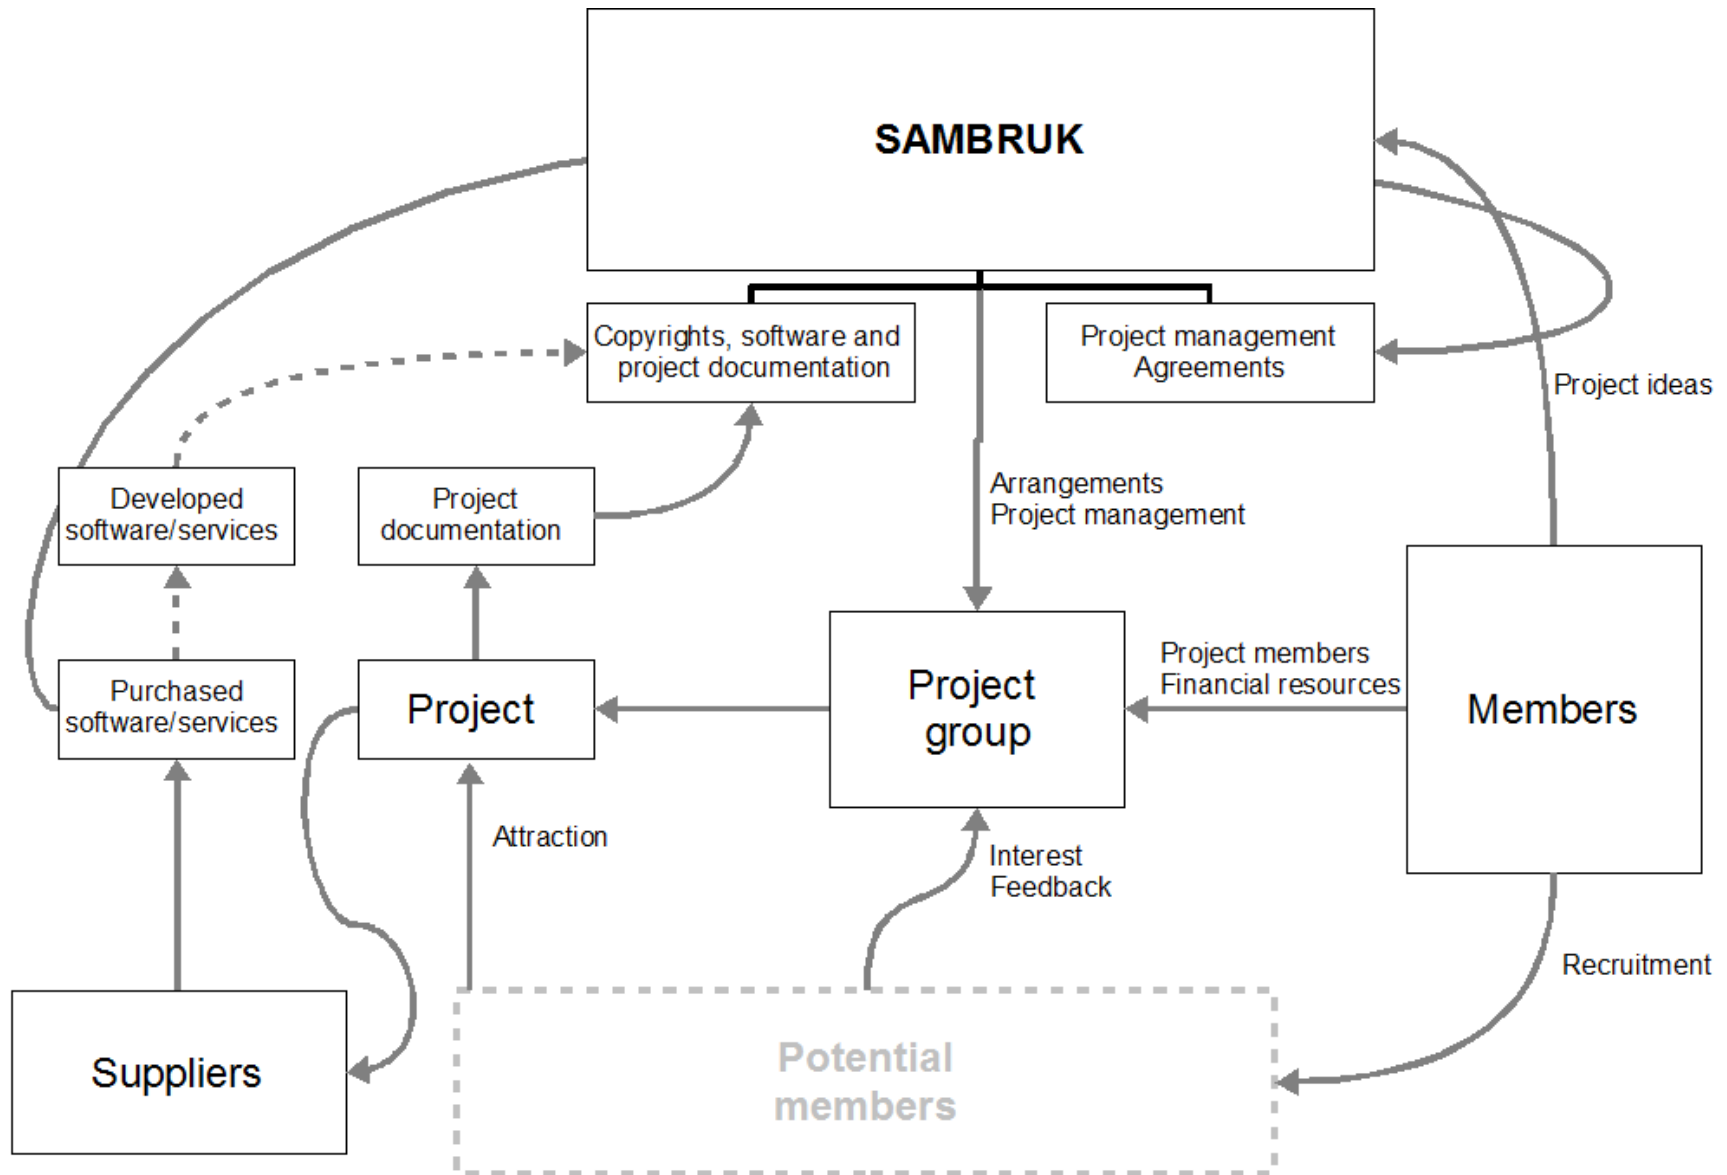 SAMBRUK
Copyrights, software and
project documentation
Project management
Agreements
Project ideas
Developed
software/services
Project
documentation
Arrangements
Project management
Purchased
software/services
Project
Project
group
Project members
Financial resources
Members
Attraction
Interest
Feedback
Recruitment
Suppliers
Potential
members